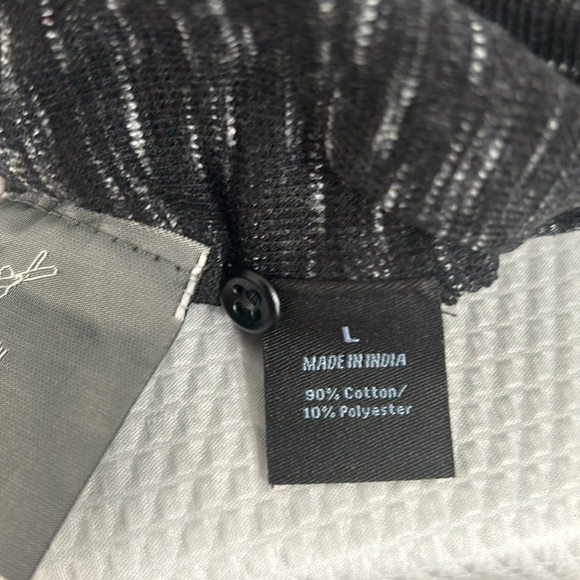 L
MADE IN INDIA
90% Cotton/
10% Polyester